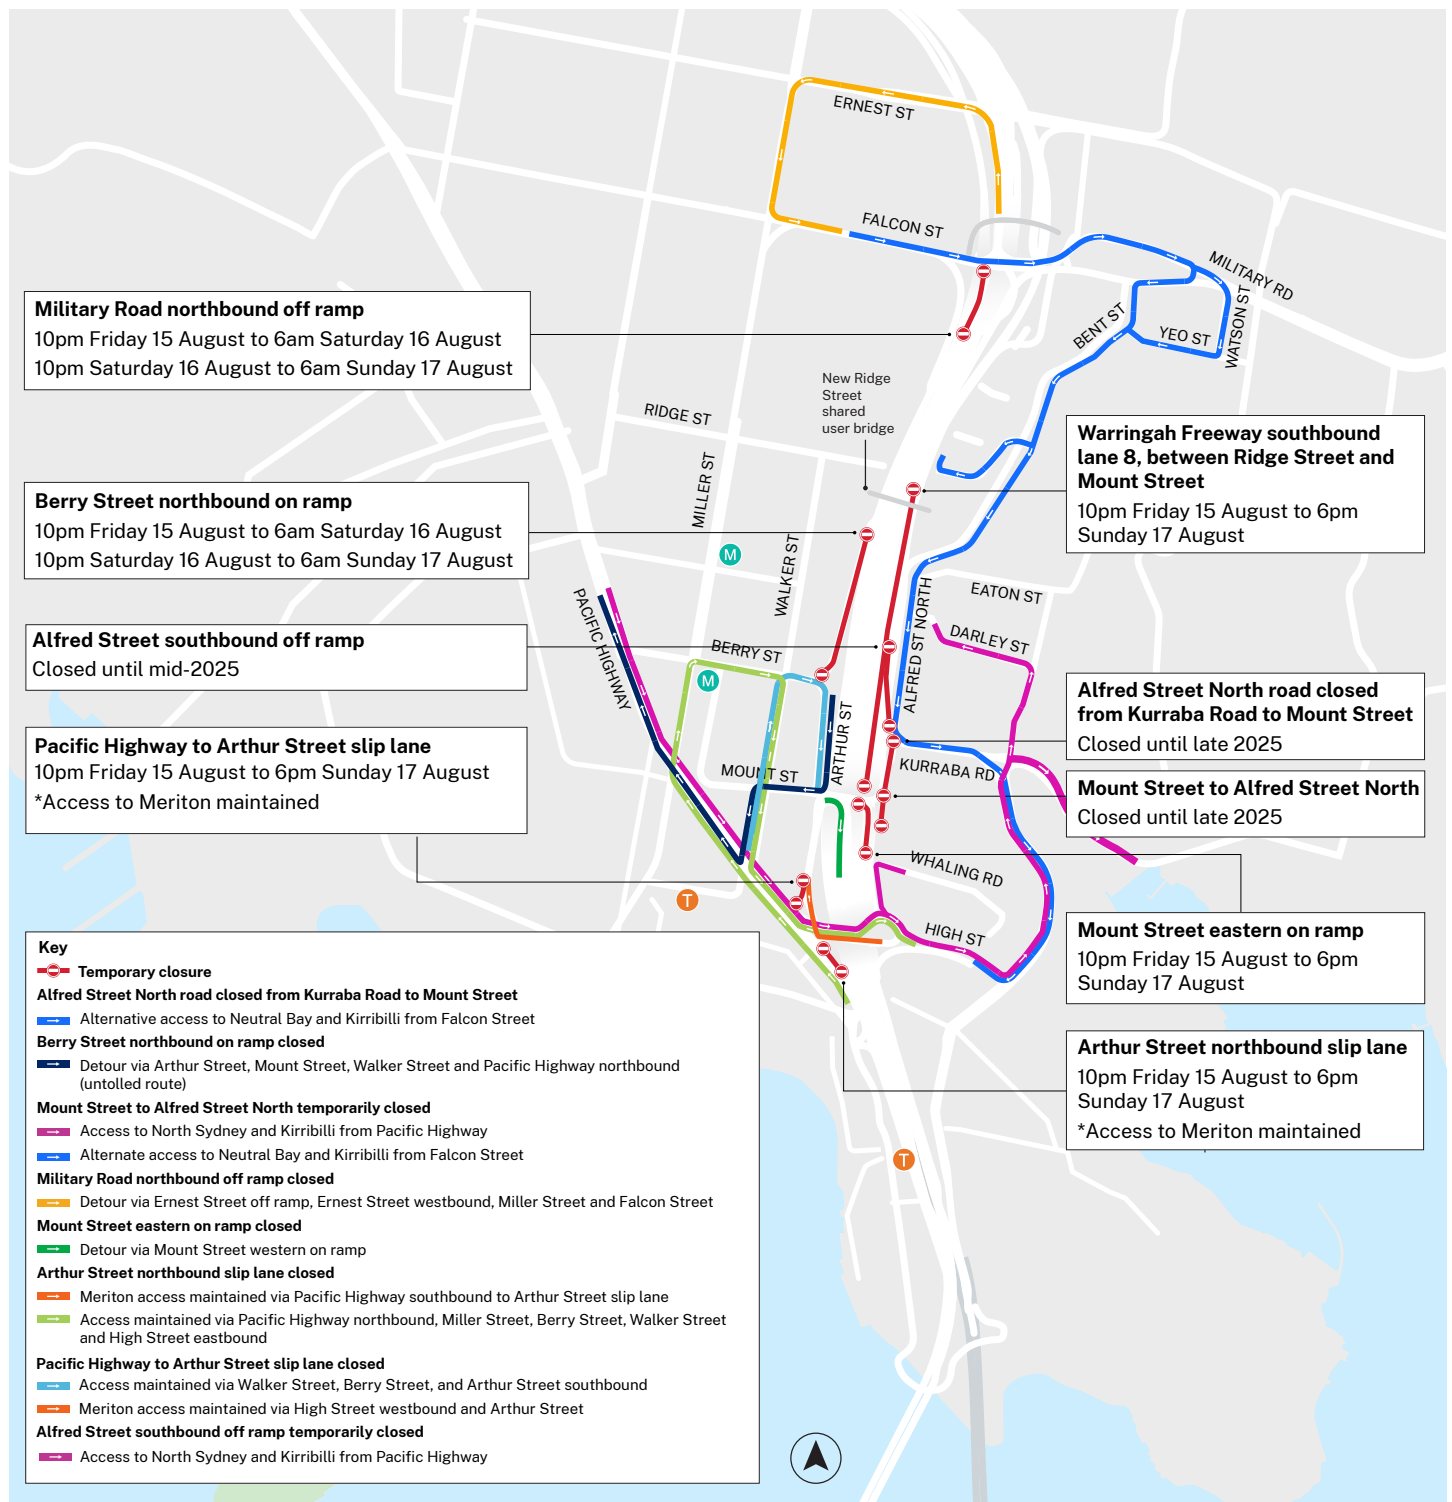 ERNEST ST
FALCON ST
MILITARY RD
WATSON ST
BENT ST
YEO ST
Military Road northbound off ramp
10pm Friday 15 August to 6am Saturday 16 August
10pm Saturday 16 August to 6am Sunday 17 August
New Ridge
Street
shared
user bridge
RIDGE ST
MILLER ST
WALKER ST
Warringah Freeway southbound
lane 8, between Ridge Street and
Mount Street
10pm Friday 15 August to 6pm
Sunday 17 August
Berry Street northbound on ramp
10pm Friday 15 August to 6am Saturday 16 August
10pm Saturday 16 August to 6am Sunday 17 August
M
EATON ST
DARLEY ST
ALFRED ST NORTH
PACIFIC HIGHWAY
BERRY ST
M
Alfred Street southbound off ramp
Closed until mid-2025
Alfred Street North road closed
from Kurraba Road to Mount Street
Closed until late 2025
Pacific Highway to Arthur Street slip lane
10pm Friday 15 August to 6pm Sunday 17 August
*Access to Meriton maintained
ARTHUR ST
MOUNT ST
KURRABA RD
Mount Street to Alfred Street North
Closed until late 2025
WHALING RD
HIGH ST
T
Mount Street eastern on ramp
10pm Friday 15 August to 6pm
Sunday 17 August
Arthur Street northbound slip lane
10pm Friday 15 August to 6pm
Sunday 17 August
*Access to Meriton maintained
T
Key
Temporary closure
Alfred Street North road closed from Kurraba Road to Mount Street
Alternative access to Neutral Bay and Kirribilli from Falcon Street
Berry Street northbound on ramp closed
Detour via Arthur Street, Mount Street, Walker Street and Pacific Highway northbound
(untolled route)
Mount Street to Alfred Street North temporarily closed
Access to North Sydney and Kirribilli from Pacific Highway
Alternate access to Neutral Bay and Kirribilli from Falcon Street
Military Road northbound off ramp closed
Detour via Ernest Street off ramp, Ernest Street westbound, Miller Street and Falcon Street
Mount Street eastern on ramp closed
Detour via Mount Street western on ramp
Arthur Street northbound slip lane closed
Meriton access maintained via Pacific Highway southbound to Arthur Street slip lane
Access maintained via Pacific Highway northbound, Miller Street, Berry Street, Walker Street
and High Street eastbound
Pacific Highway to Arthur Street slip lane closed
Access maintained via Walker Street, Berry Street, and Arthur Street southbound
Meriton access maintained via High Street westbound and Arthur Street
Alfred Street southbound off ramp temporarily closed
Access to North Sydney and Kirribilli from Pacific Highway